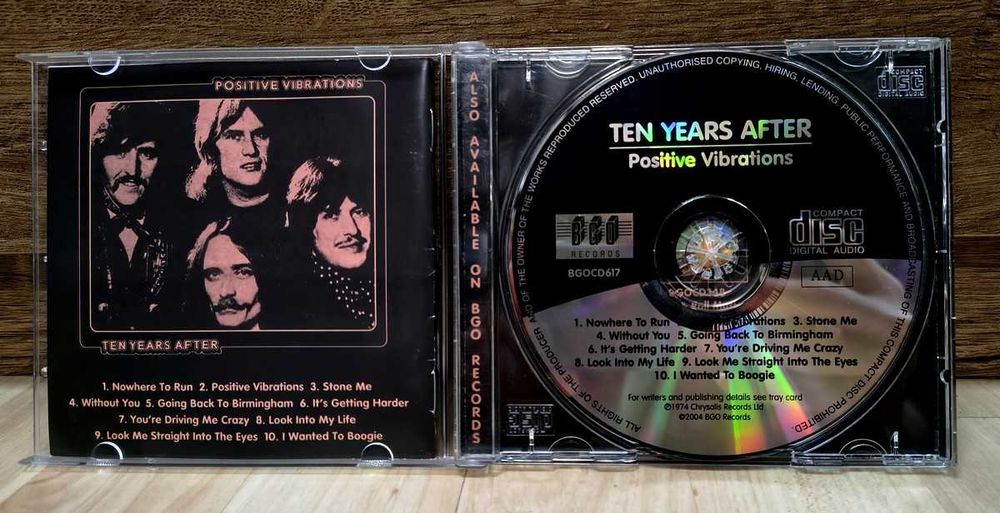 POSITIVE VIBRATIONS
TEN YEARS AFTER
1. Nowhere To Run 2. Positive Vibrations 3. Stone Me
4. Without You 5. Going Back To Birmingham 6. It's Getting Harder
7. You're Driving Me Crazy 8. Look Into My Life
9. Look Me Straight Into The Eyes 10. I Wanted To Boogie
ALSO AVAILABLE ON BGO RECORDS
COMPACT
disc
DIGITAL AUDIO
ALL RIGHTS OF THE PRODUCER AND OF THE OWNER OF THE WORKS REPRODUCED RESERVED. UNAUTHORISED COPYING, HIRING, LENDING, PUBLIC PERFORMANCE AND BROADCASTING OF THIS COMPACT DISC PROHIBITED.
TEN YEARS AFTER
Positive Vibrations
BGO
RECORDS
BGOCD617
COMPACT
disc
DIGITAL AUDIO
AAD
1. Nowhere To Run 3. Stone Me
4. Without You 5. Going Back To Birmingham
6. It's Getting Harder 7. You're Driving Me Crazy
8. Look Into My Life 9. Look Me Straight Into The Eyes
10. I Wanted To Boogie
For writers and publishing details see tray card
℗1974 Chrysalis Records Ltd
©2004 BGO Records